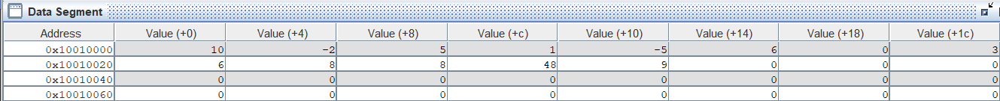 Data Segment
Address Value (+0) Value (+4) Value (+8) Value (+c) Value (+10) Value (+14) Value (+18) Value (+1c)
0x10010000 10 -2 5 1 -5 6 0 3
0x10010020 6 8 8 48 9 0 0 0
0x10010040 0 0 0 0 0 0 0 0
0x10010060 0 0 0 0 0 0 0 0